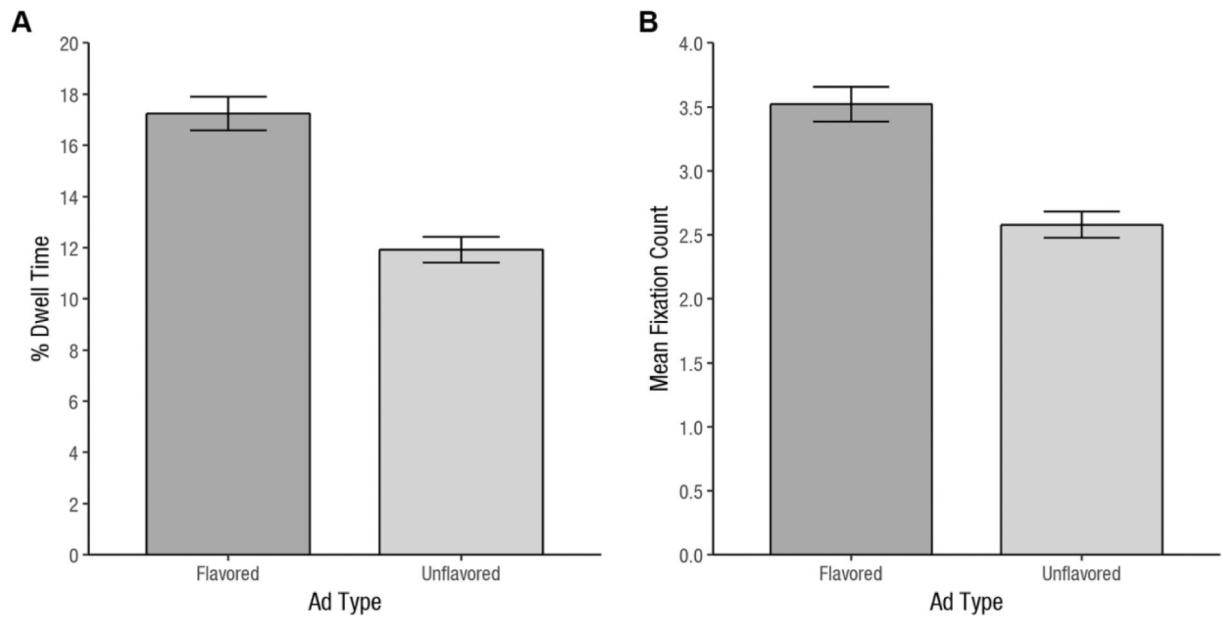 A
% Dwell Time
20
18
16
14
12
10
8
6
4
2
0
Flavored
Unflavored
Ad Type
B
Mean Fixation Count
4.0
3.5
3.0
2.5
2.0
1.5
1.0
0.5
0.0
Flavored
Unflavored
Ad Type